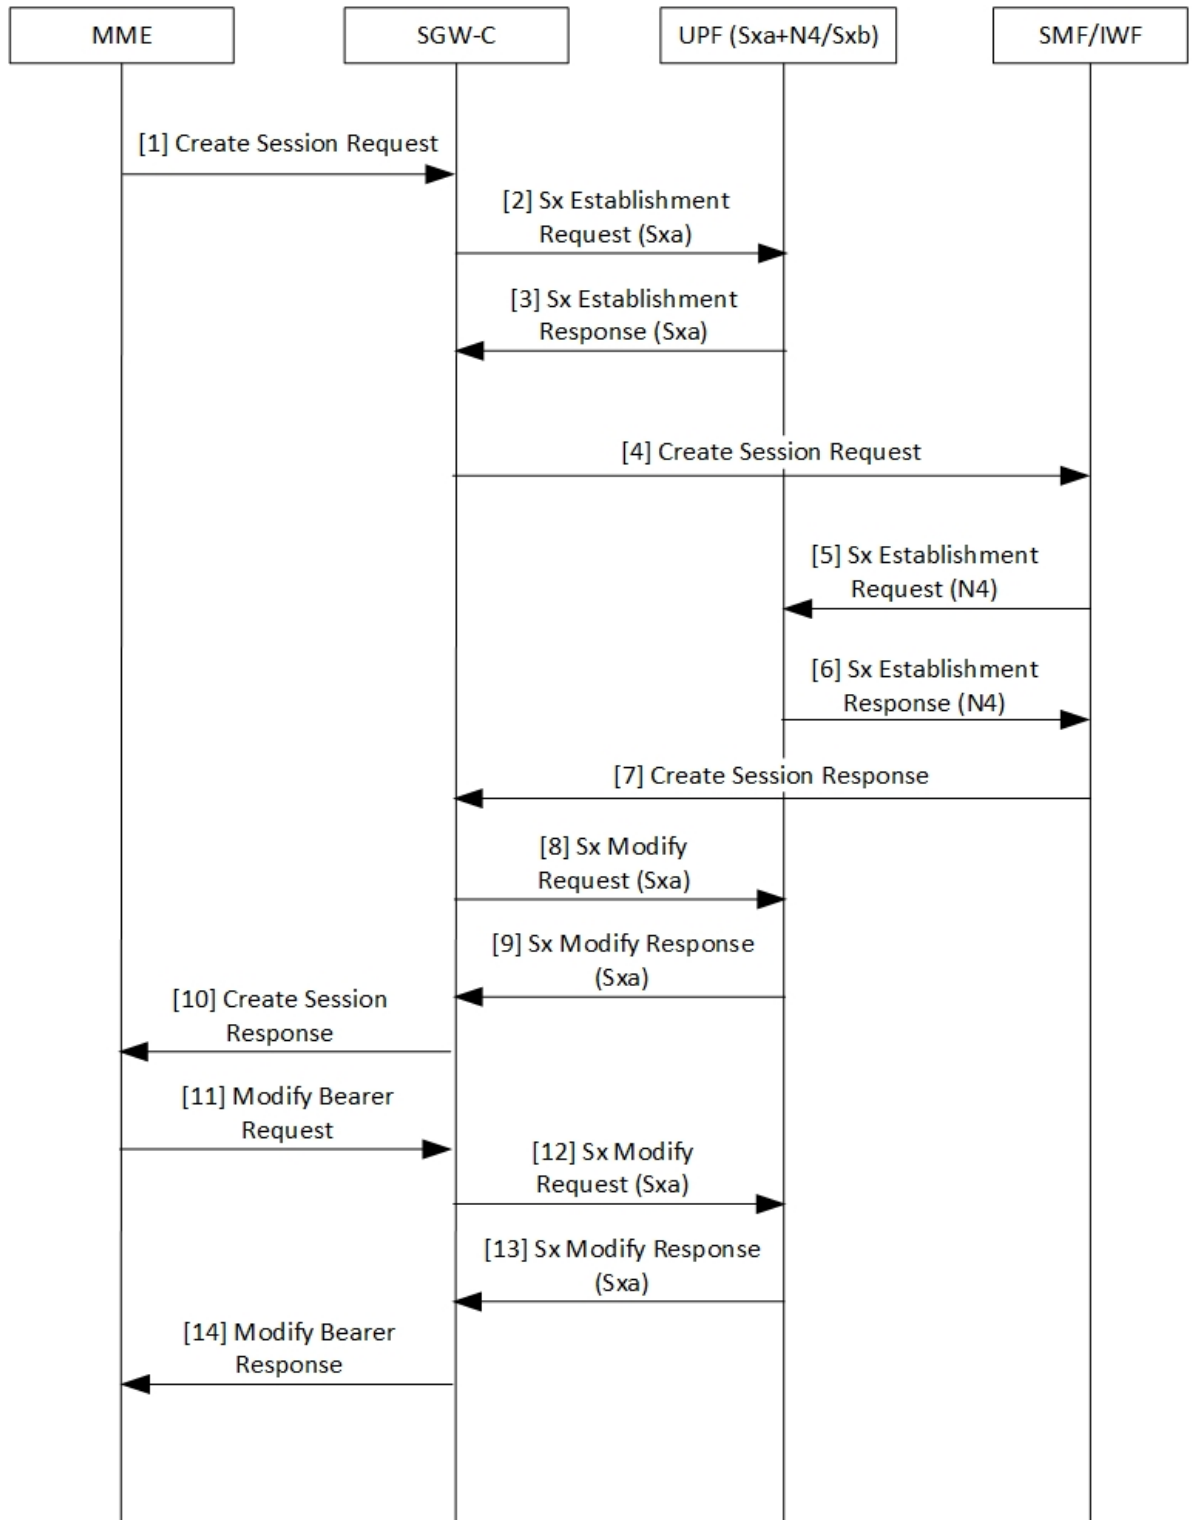 MME
SGW-C
UPF (Sxa+N4/Sxb)
SMF/IWF
[1] Create Session Request
[2] Sx Establishment
Request (Sxa)
[3] Sx Establishment
Response (Sxa)
[4] Create Session Request
[5] Sx Establishment
Request (N4)
[6] Sx Establishment
Response (N4)
[7] Create Session Response
[8] Sx Modify
Request (Sxa)
[9] Sx Modify Response
(Sxa)
[10] Create Session
Response
[11] Modify Bearer
Request
[12] Sx Modify
Request (Sxa)
[13] Sx Modify Response
(Sxa)
[14] Modify Bearer
Response